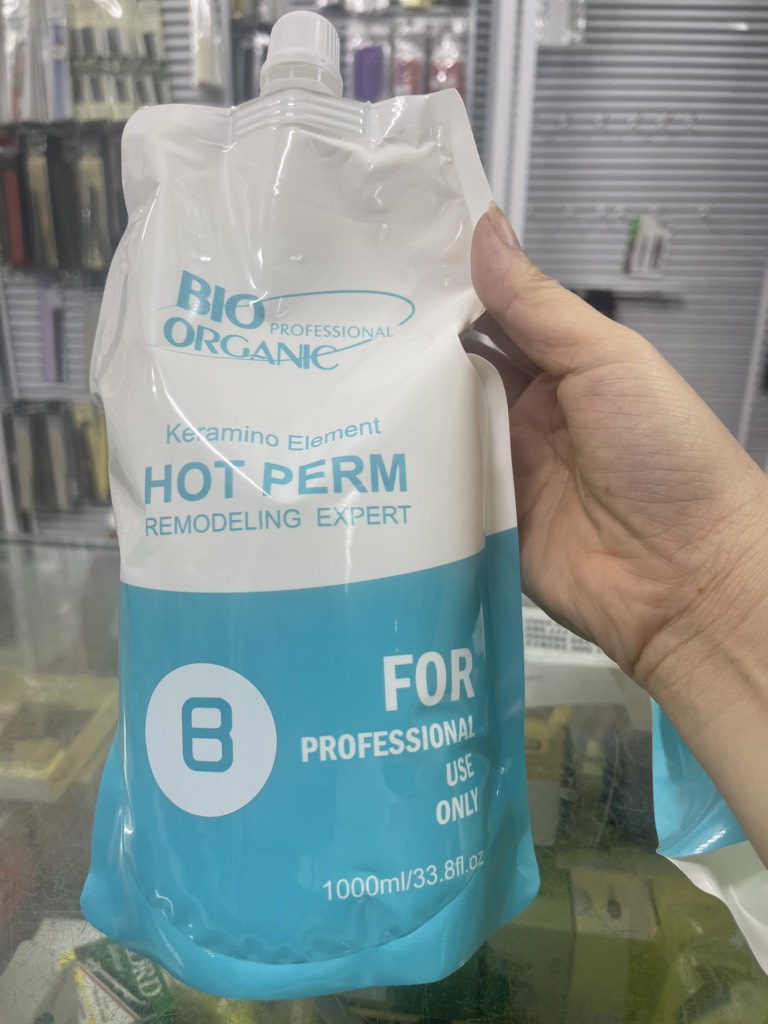 BIO
PROFESSIONAL
ORGANIC
Keramino Element
HOT PERM
REMODELING EXPERT
B
FOR
PROFESSIONAL
USE
ONLY
1000ml/33.8fl.oz